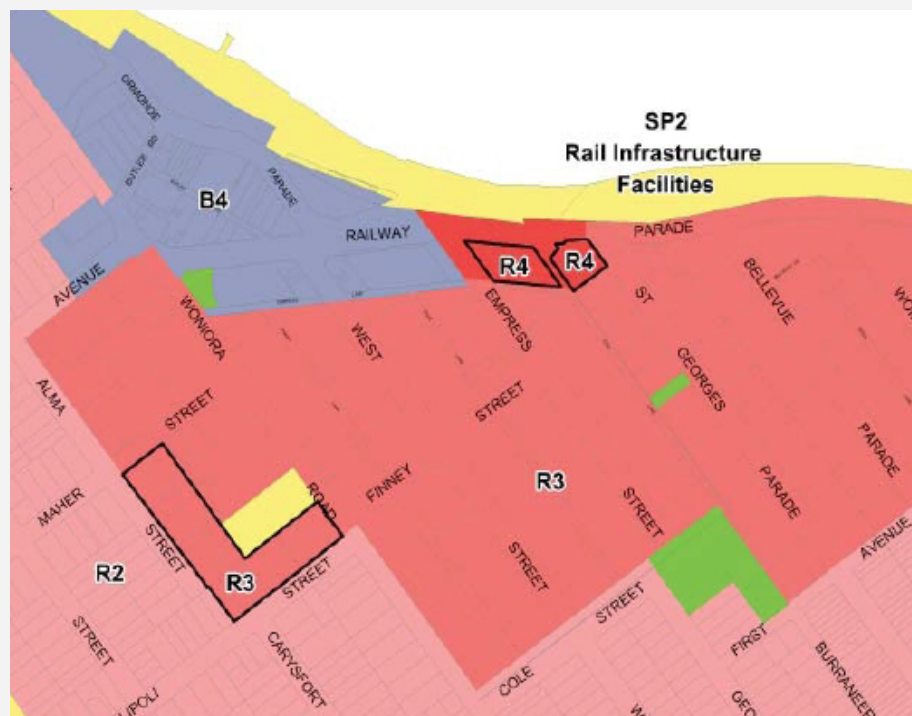 SP2
Rail Infrastructure
Facilities
PARADE
B4
RAILWAY
PARADE
R4
R4
AVENUE
WONIORA
WEST
EMPRESS
ST
BELLEVUE
GEORGES
ALMA
STREET
STREET
MAHER
STREET
ROAD
FINNEY
R3
STREET
PARADE
PARADE
AVENUE
R2
R3
STREET
STREET
STREET
STREET
CARYSFORT
COLE
FIRST
BURRANEER